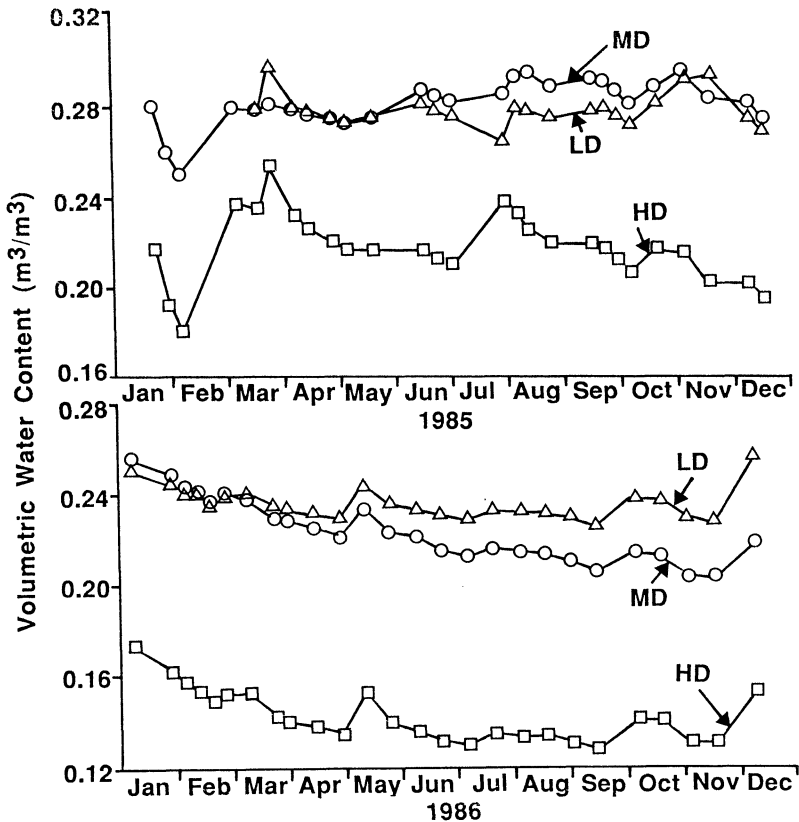 Volumetric Water Content (m³/m³)
0.32
0.28
0.24
0.20
0.16
MD
LD
HD
Jan Feb Mar Apr May Jun Jul Aug Sep Oct Nov Dec
1985
0.28
0.24
0.20
0.16
0.12
LD
MD
HD
Jan Feb Mar Apr May Jun Jul Aug Sep Oct Nov Dec
1986